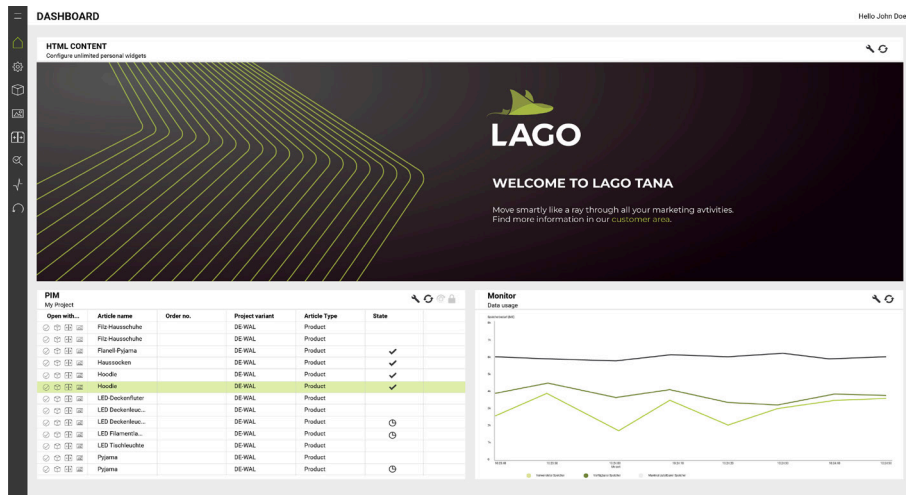 DASHBOARD
Hello John Doe
HTML CONTENT
Configure unlimited personal widgets
LAGO
WELCOME TO LAGO TANA
Move smartly like a ray through all your marketing avtivities.
Find more information in our customer area.
PIM
My Project
Open with... Article name Order no. Project variant Article Type State
Filz-Hausschuhe DE-WAL Product
Filz-Hausschuhe DE-WAL Product
Flanell-Pyjama DE-WAL Product
Haussocken DE-WAL Product
Hoodie DE-WAL Product
Hoodie DE-WAL Product
LED-Deckenfluter DE-WAL Product
LED Deckenleuc... DE-WAL Product
LED Deckenleuc... DE-WAL Product
LED Filamentla... DE-WAL Product
LED Tischleuchte DE-WAL Product
Pyjama DE-WAL Product
Pyjama DE-WAL Product
Monitor
Data usage